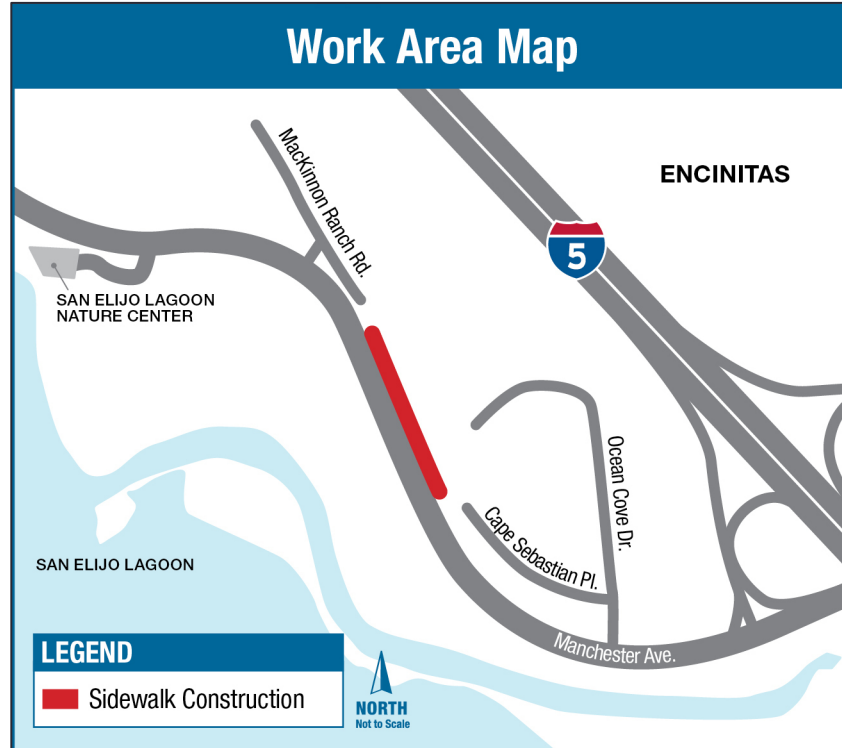 Work Area Map
MacKinnon Ranch Rd.
ENCINITAS
5
SAN ELIJO LAGOON
NATURE CENTER
Ocean Cove Dr.
Cape Sebastian Pl.
SAN ELIJO LAGOON
Manchester Ave.
LEGEND
Sidewalk Construction
NORTH
Not to Scale